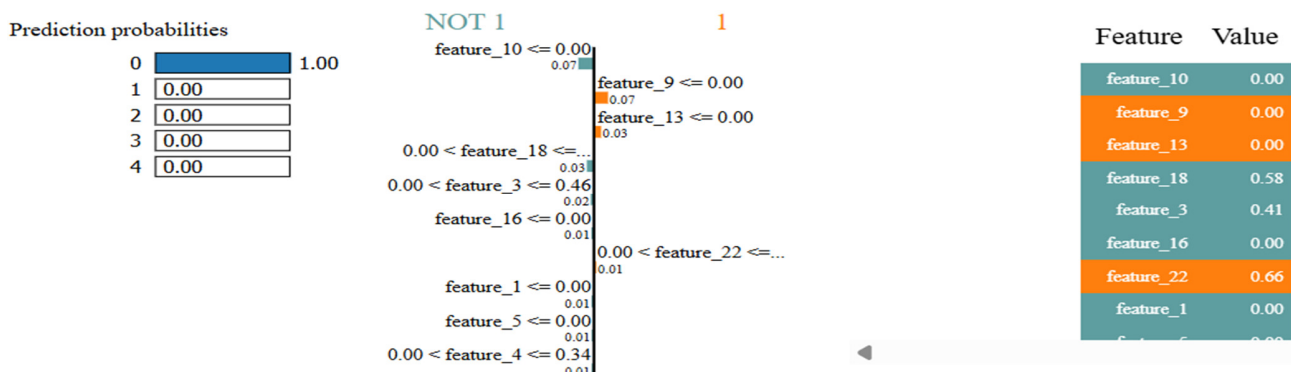 Prediction probabilities
0 1.00
1 0.00
2 0.00
3 0.00
4 0.00
NOT 1 1
feature_10 <= 0.00
0.07
feature_9 <= 0.00
0.07
feature_13 <= 0.00
0.03
0.00 < feature_18 <=...
0.03
0.00 < feature_3 <= 0.46
0.02
feature_16 <= 0.00
0.01
0.00 < feature_22 <=...
0.01
feature_1 <= 0.00
0.01
feature_5 <= 0.00
0.01
0.00 < feature_4 <= 0.34
0.01
Feature Value
feature_10 0.00
feature_9 0.00
feature_13 0.00
feature_18 0.58
feature_3 0.41
feature_16 0.00
feature_22 0.66
feature_1 0.00